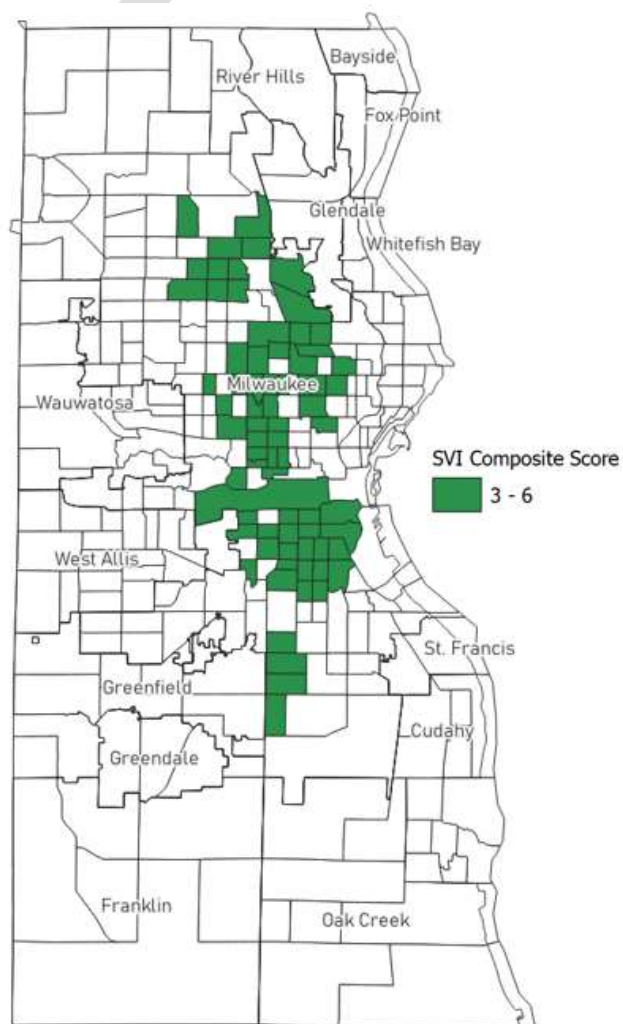 Bayside
River Hills
Fox Point
Glendale
Whitefish Bay
Milwaukee
Wauwatosa
SVI Composite Score
3 - 6
West Allis
St. Francis
Greenfield
Cudahy
Greendale
Franklin
Oak Creek